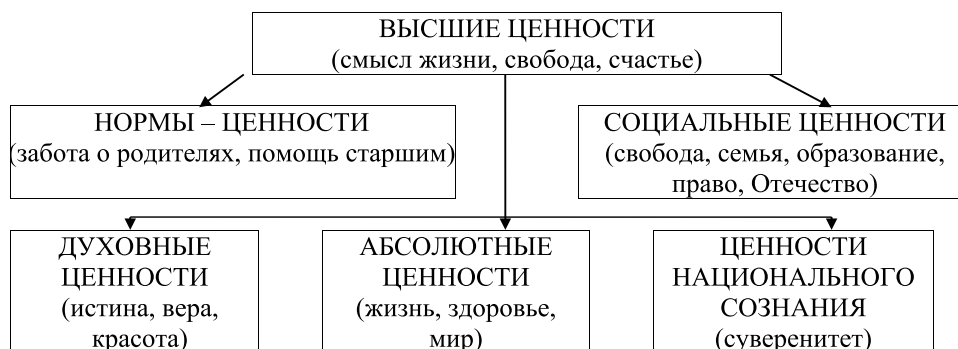 ВЫСШИЕ ЦЕННОСТИ
(смысл жизни, свобода, счастье)
НОРМЫ – ЦЕННОСТИ
(забота о родителях, помощь старшим)
СОЦИАЛЬНЫЕ ЦЕННОСТИ
(свобода, семья, образование,
право, Отечество)
ДУХОВНЫЕ
ЦЕННОСТИ
(истина, вера,
красота)
АБСОЛЮТНЫЕ
ЦЕННОСТИ
(жизнь, здоровье,
мир)
ЦЕННОСТИ
НАЦИОНАЛЬНОГО
СОЗНАНИЯ
(суверенитет)